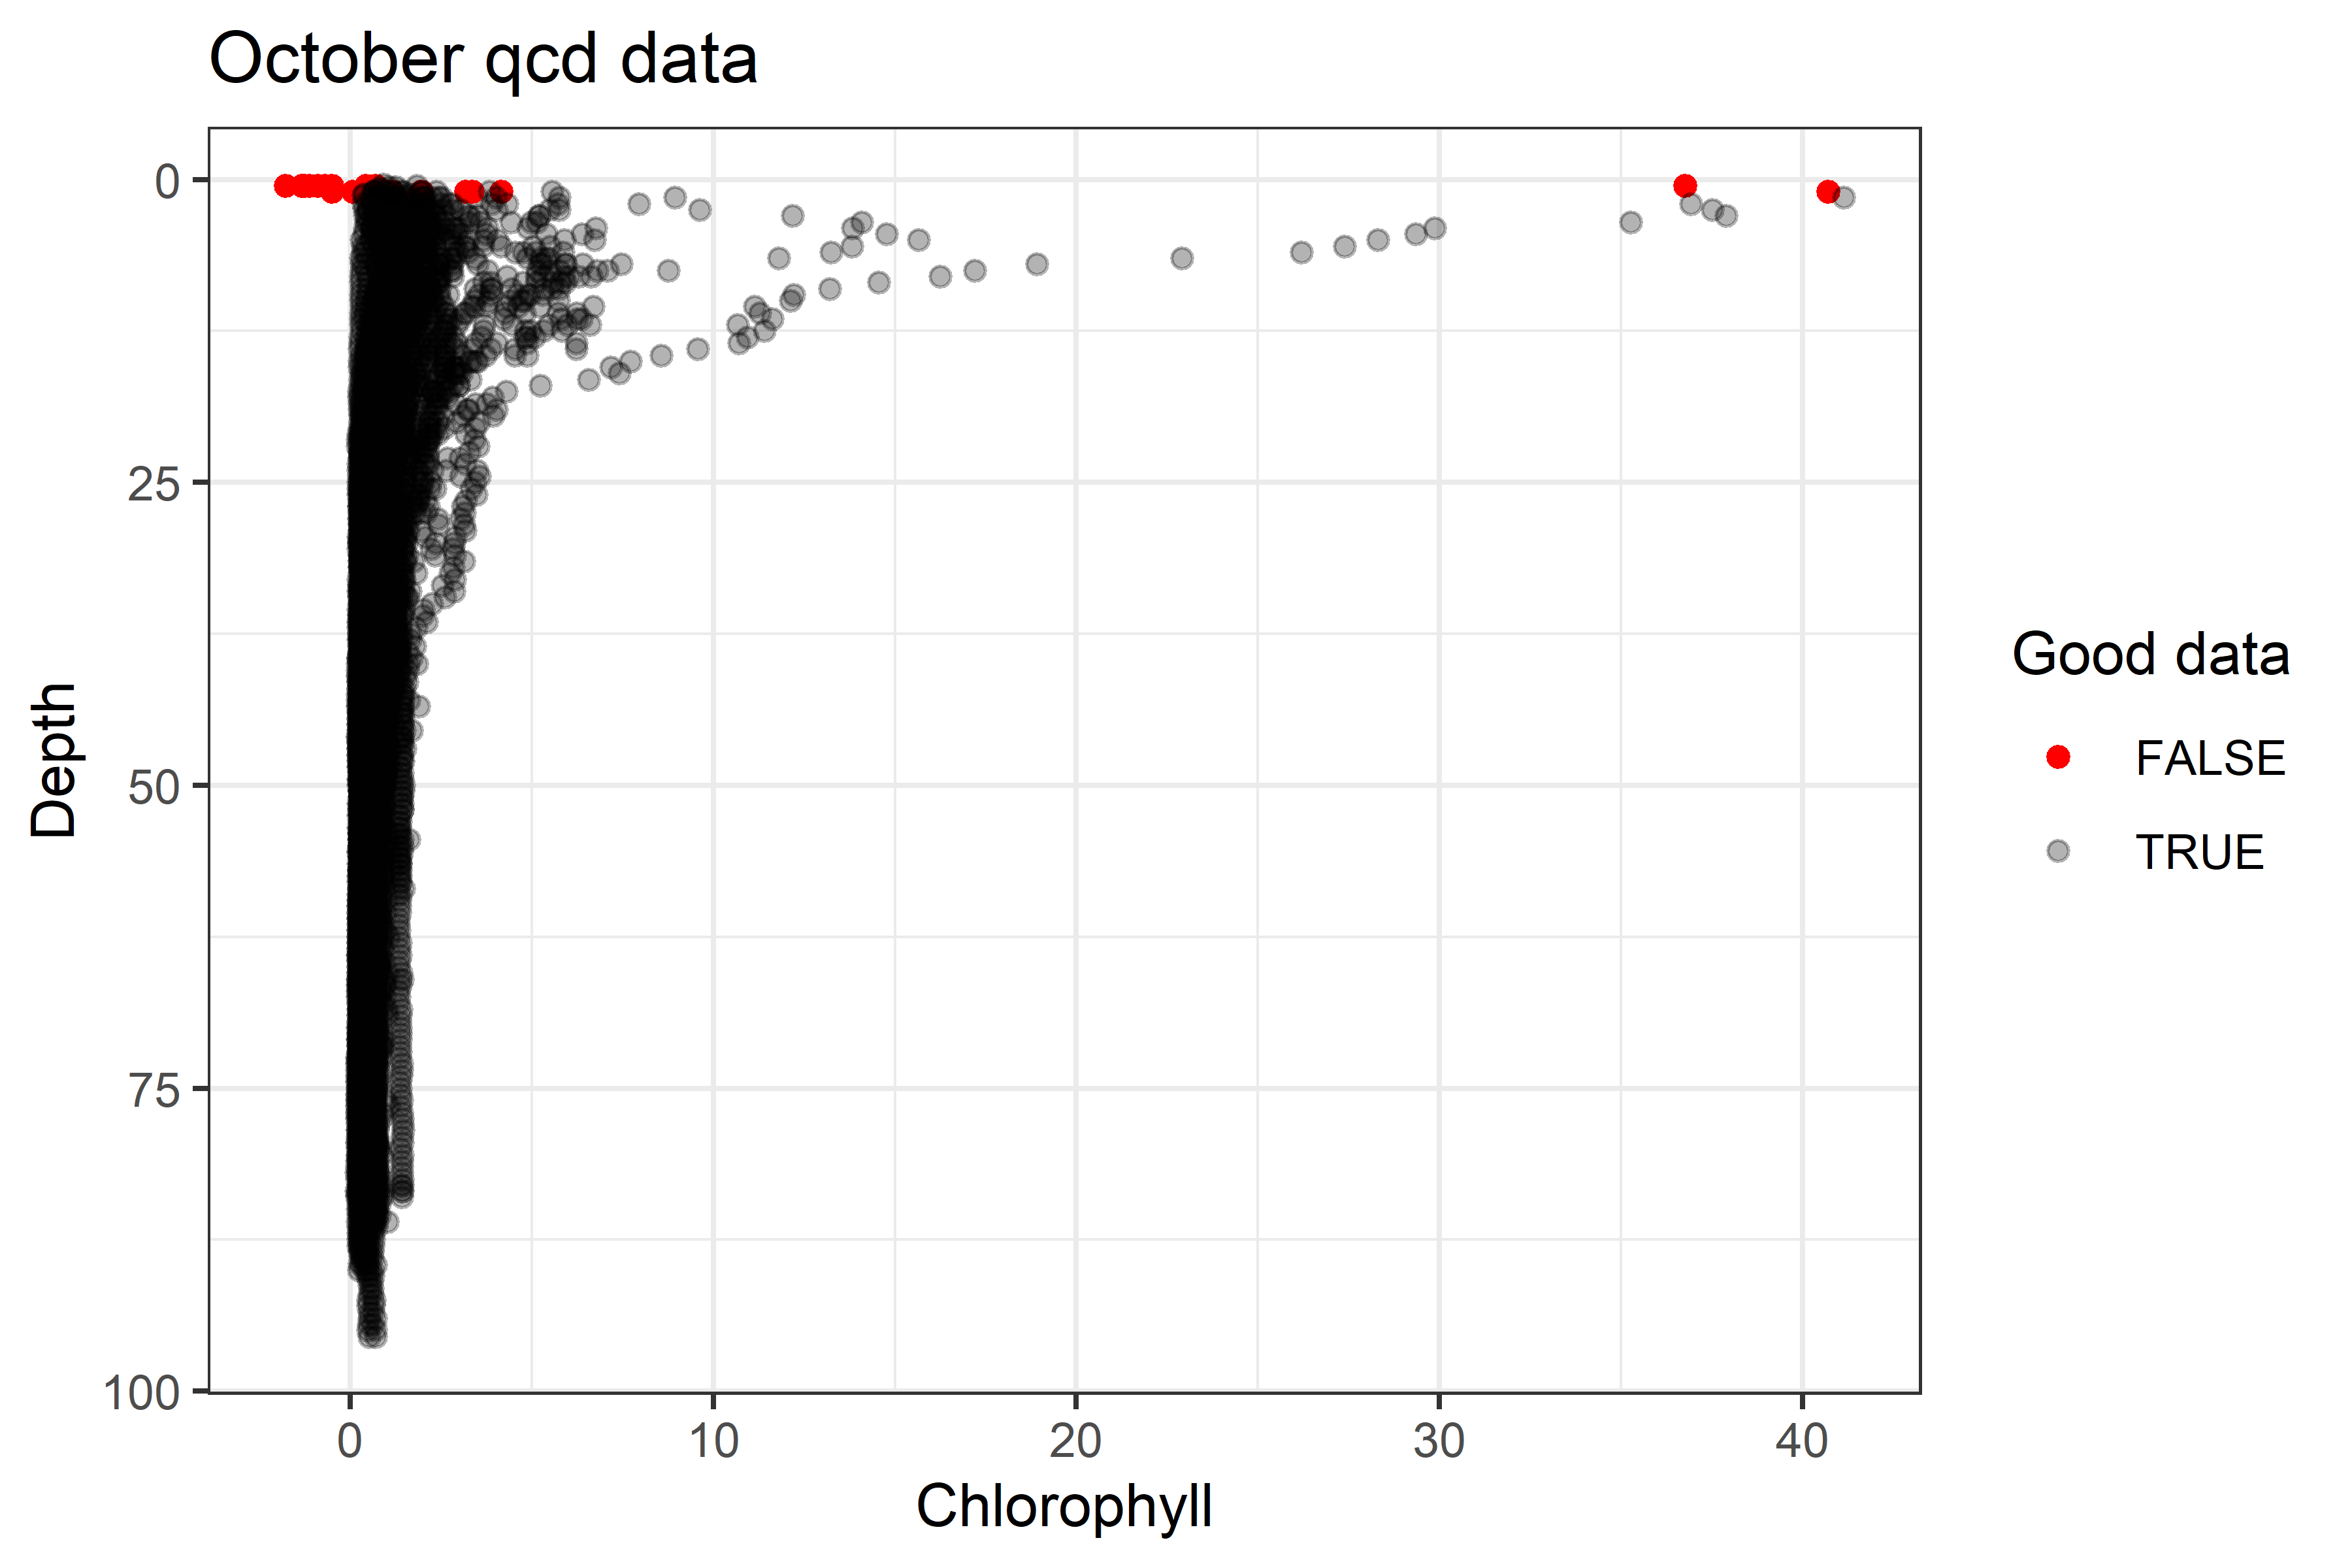 October qcd data
0
25
50
75
100
Depth
0 10 20 30 40
Chlorophyll
Good data
FALSE
TRUE